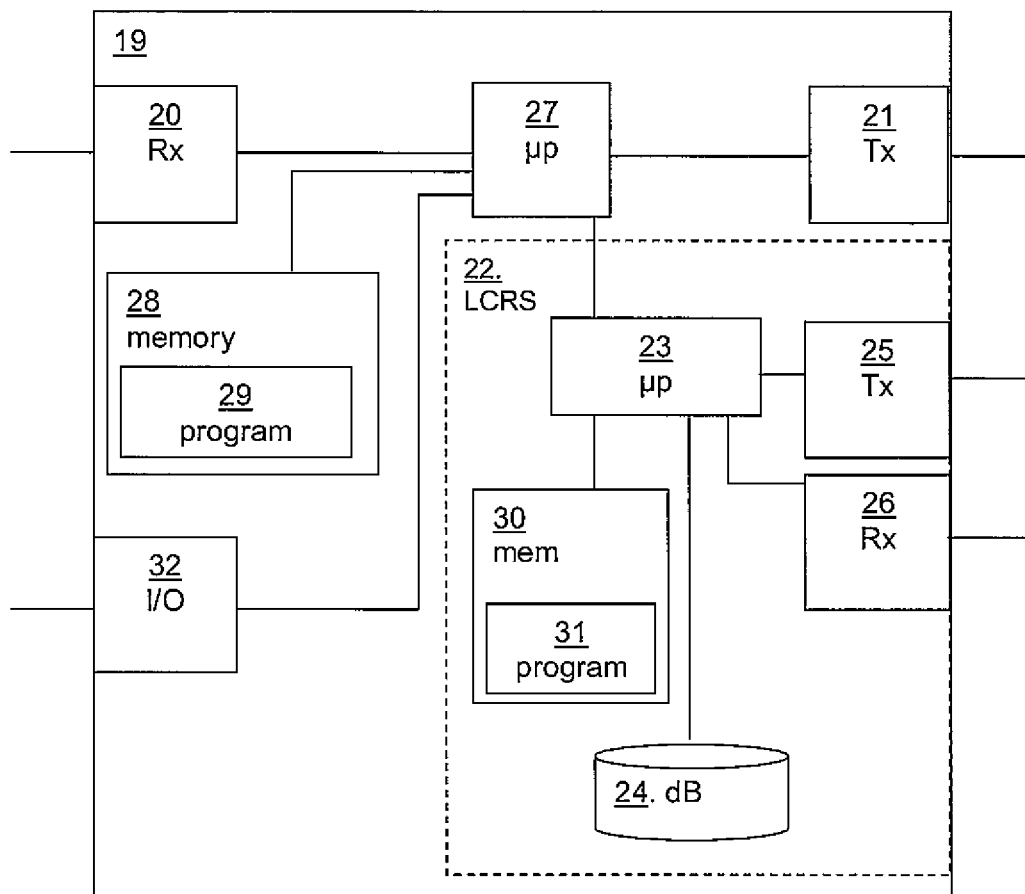 19
20
Rx
27
µp
21
Tx
22.
LCRS
28
memory
29
program
23
µp
25
Tx
30
mem
26
Rx
32
I/O
31
program
24. dB